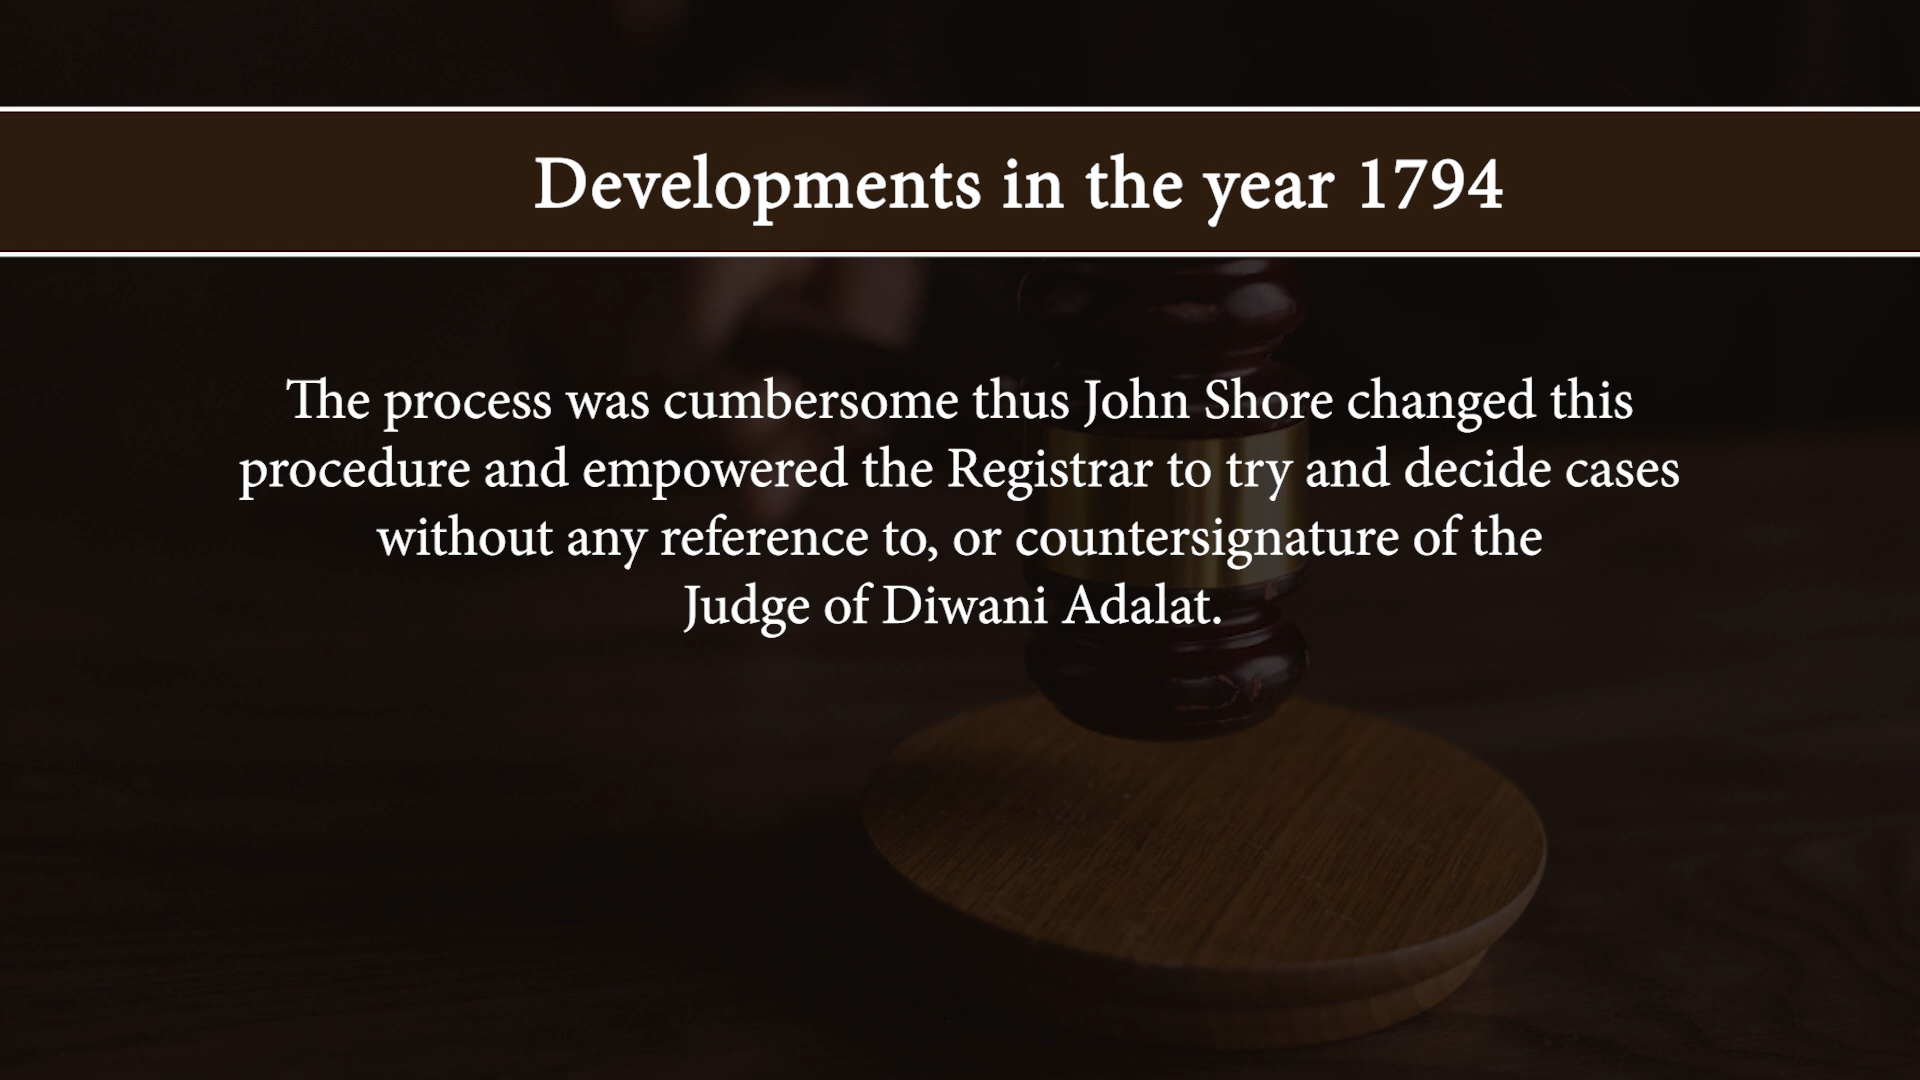 Developments in the year 1794
The process was cumbersome thus John Shore changed this
procedure and empowered the Registrar to try and decide cases
without any reference to, or countersignature of the
Judge of Diwani Adalat.